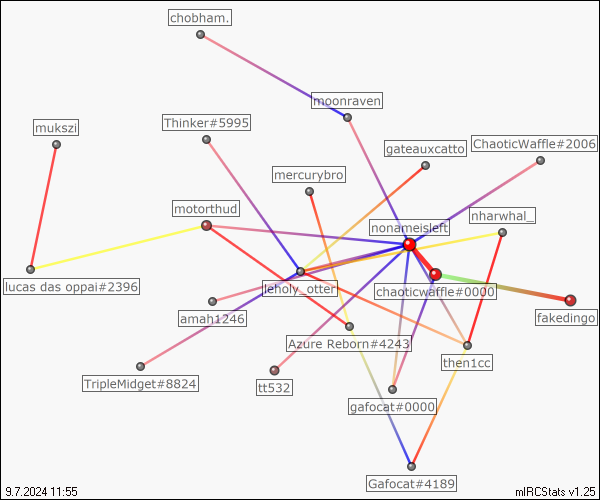 chobham.
moonraven
Thinker#5995
mukszi
gateauxcatto
ChaoticWaffle#2006
mercurybro
motorthud
nonameisleft
nharwhal_
lucas das oppai#2396
jeholy_otter
chaoticwaffle#0000
amah1246
fakedingo
Azure Reborn#4243
then1cc
TripleMidget#8824
tt532
gafocat#0000
Gafocat#4189
9.7.2024 11:55
mIRCStats v1.25